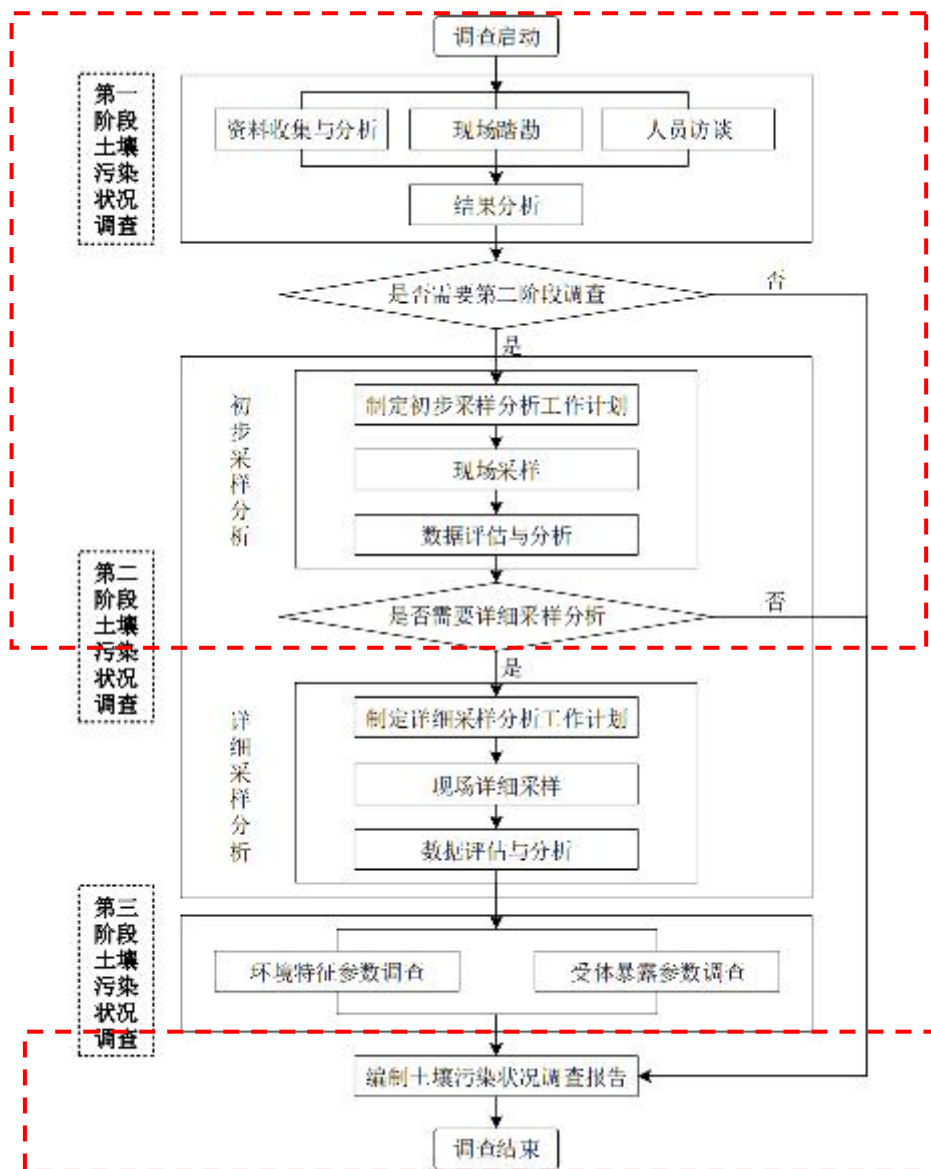 调查启动
第一
阶段
土壤
污染
状况
调查
资料收集与分析
现场踏勘
人员访谈
结果分析
是否需要第二阶段调查
否
是
初步采样分析
制定初步采样分析工作计划
现场采样
数据评估与分析
第二
阶段
土壤
污染
状况
调查
是否需要详细采样分析
否
是
详细采样分析
制定详细采样分析工作计划
现场详细采样
数据评估与分析
第三
阶段
土壤
污染
状况
调查
环境特征参数调查
受体暴露参数调查
编制土壤污染状况调查报告
调查结束